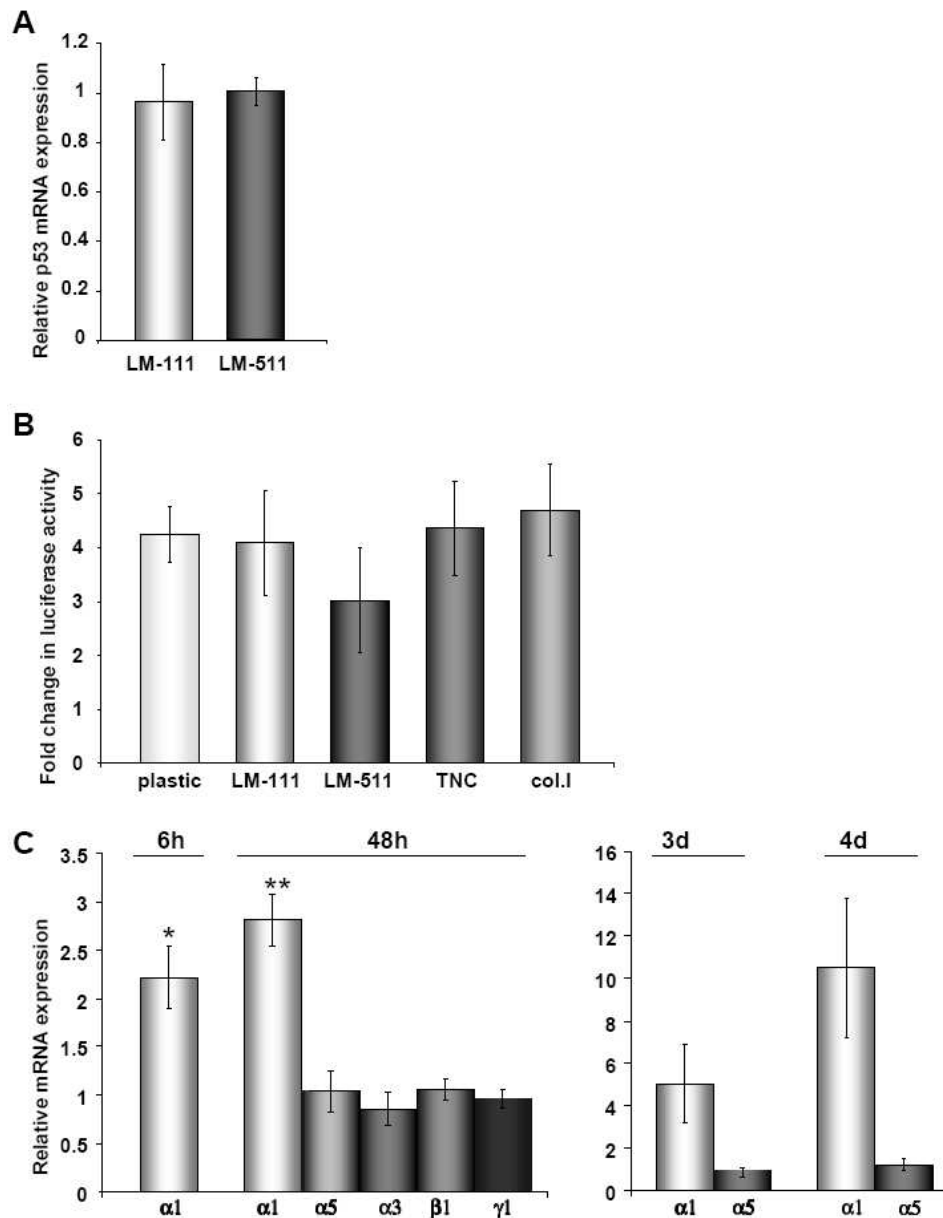 A
Relative p53 mRNA expression
1.2
1
0.8
0.6
0.4
0.2
0
LM-111 LM-511
B
Fold change in luciferase activity
6
5
4
3
2
1
0
plastic LM-111 LM-511 TNC col.I
C
6h 48h
Relative mRNA expression
3.5
3
2.5
2
1.5
1
0.5
0
* **
α1 α1 α5 α3 β1 γ1
3d 4d
16
14
12
10
8
6
4
2
0
α1 α5 α1 α5